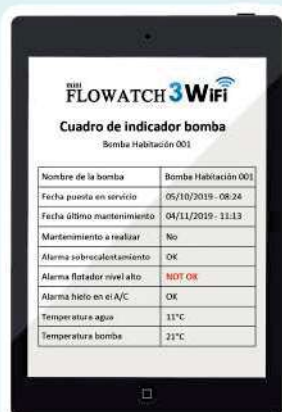 mini
FLOWATCH 3 WiFi
Cuadro de indicador bomba
Bomba Habitación 001
Nombre de la bomba Bomba Habitación 001
Fecha puesta en servicio 05/10/2019 - 08:24
Fecha último mantenimiento 04/11/2019 - 11:13
Mantenimiento a realizar No
Alarma sobrecalentamiento OK
Alarma flotador nivel alto NOT OK
Alarma hielo en el A/C OK
Temperatura agua 11°C
Temperatura bomba 21°C